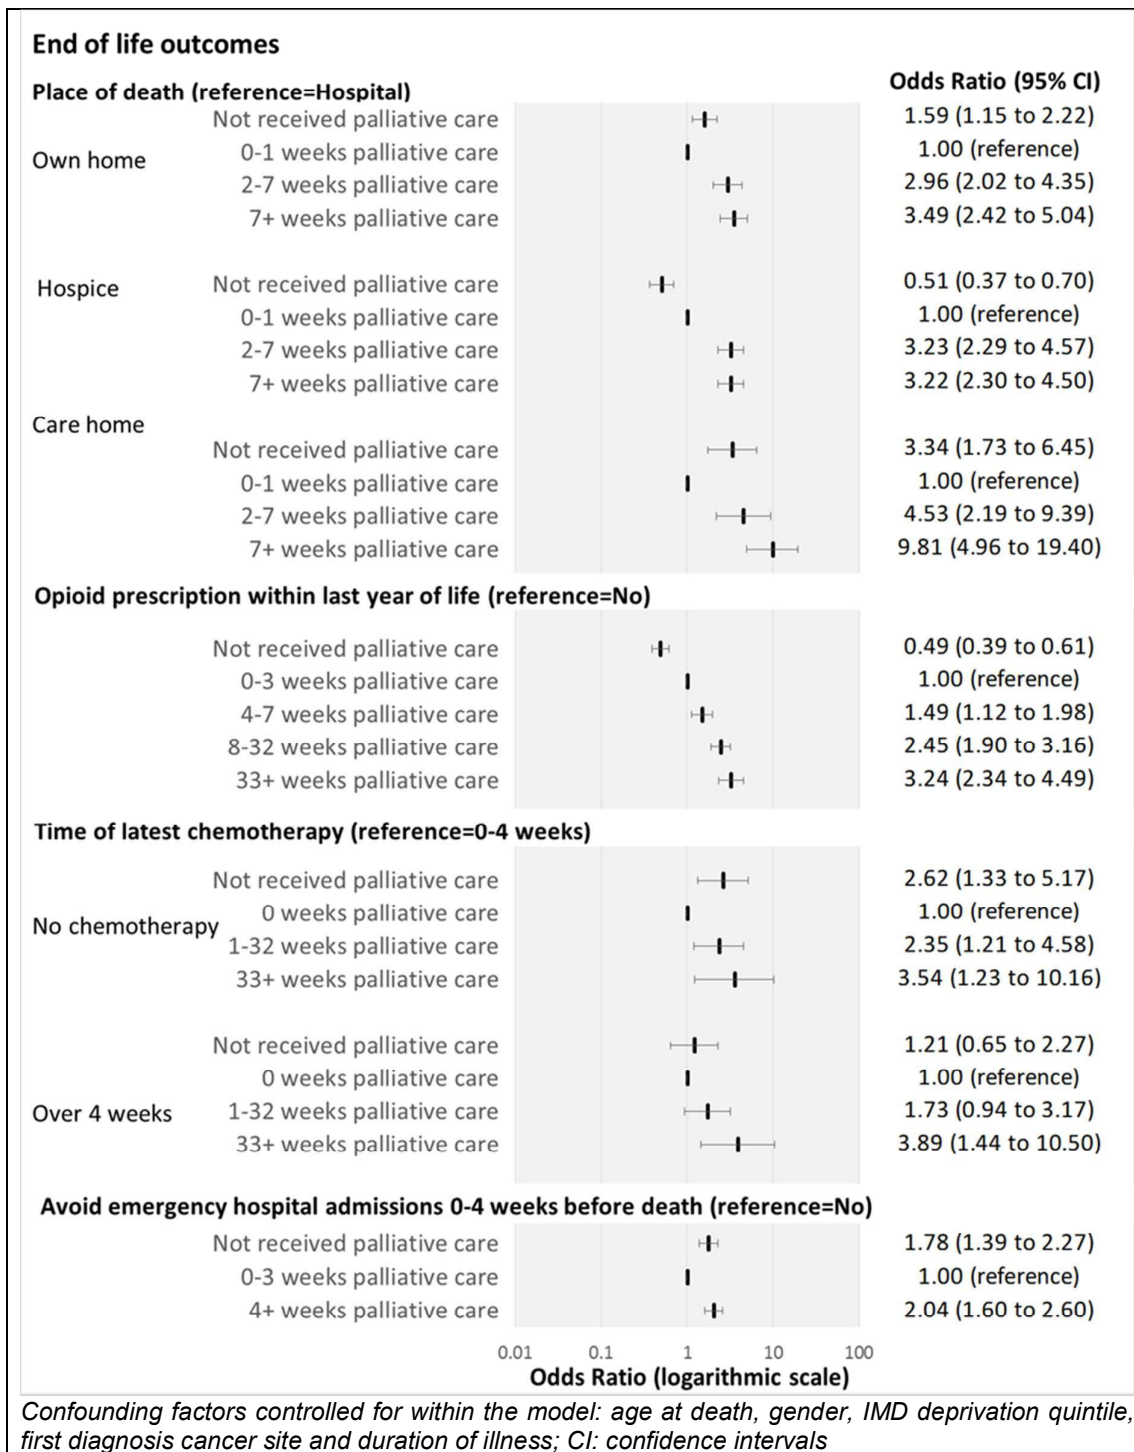 End of life outcomes
Place of death (reference=Hospital)
Odds Ratio (95% CI)
Own home
Not received palliative care 1.59 (1.15 to 2.22)
0-1 weeks palliative care 1.00 (reference)
2-7 weeks palliative care 2.96 (2.02 to 4.35)
7+ weeks palliative care 3.49 (2.42 to 5.04)
Hospice
Not received palliative care 0.51 (0.37 to 0.70)
0-1 weeks palliative care 1.00 (reference)
2-7 weeks palliative care 3.23 (2.29 to 4.57)
7+ weeks palliative care 3.22 (2.30 to 4.50)
Care home
Not received palliative care 3.34 (1.73 to 6.45)
0-1 weeks palliative care 1.00 (reference)
2-7 weeks palliative care 4.53 (2.19 to 9.39)
7+ weeks palliative care 9.81 (4.96 to 19.40)
Opioid prescription within last year of life (reference=No)
Not received palliative care 0.49 (0.39 to 0.61)
0-3 weeks palliative care 1.00 (reference)
4-7 weeks palliative care 1.49 (1.12 to 1.98)
8-32 weeks palliative care 2.45 (1.90 to 3.16)
33+ weeks palliative care 3.24 (2.34 to 4.49)
Time of latest chemotherapy (reference=0-4 weeks)
No chemotherapy
Not received palliative care 2.62 (1.33 to 5.17)
0 weeks palliative care 1.00 (reference)
1-32 weeks palliative care 2.35 (1.21 to 4.58)
33+ weeks palliative care 3.54 (1.23 to 10.16)
Over 4 weeks
Not received palliative care 1.21 (0.65 to 2.27)
0 weeks palliative care 1.00 (reference)
1-32 weeks palliative care 1.73 (0.94 to 3.17)
33+ weeks palliative care 3.89 (1.44 to 10.50)
Avoid emergency hospital admissions 0-4 weeks before death (reference=No)
Not received palliative care 1.78 (1.39 to 2.27)
0-3 weeks palliative care 1.00 (reference)
4+ weeks palliative care 2.04 (1.60 to 2.60)
0.01 0.1 1 10 100
Odds Ratio (logarithmic scale)
Confounding factors controlled for within the model: age at death, gender, IMD deprivation quintile,
first diagnosis cancer site and duration of illness; CI: confidence intervals